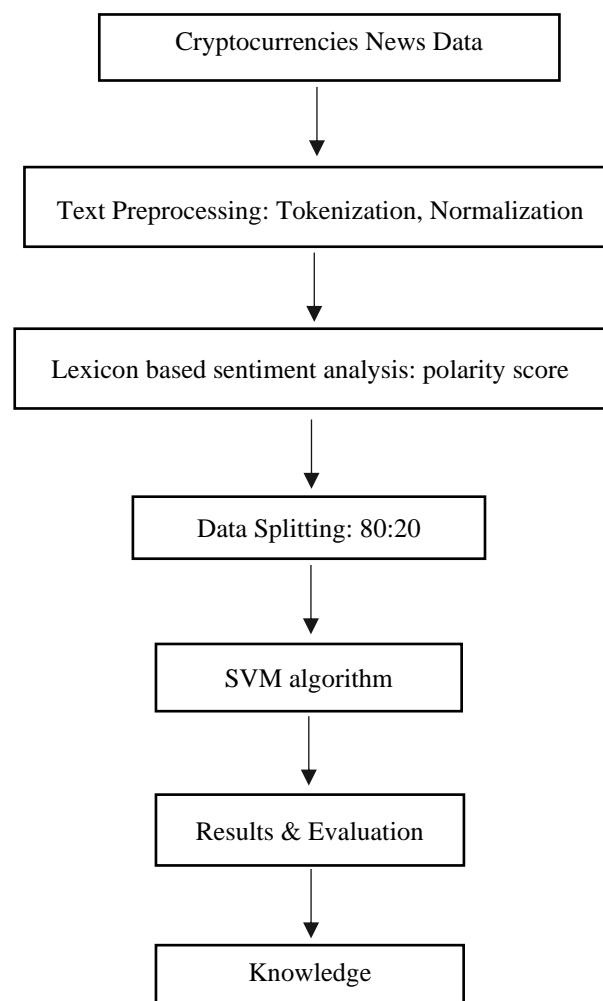 Cryptocurrencies News Data
Text Preprocessing: Tokenization, Normalization
Lexicon based sentiment analysis: polarity score
Data Splitting: 80:20
SVM algorithm
Results & Evaluation
Knowledge